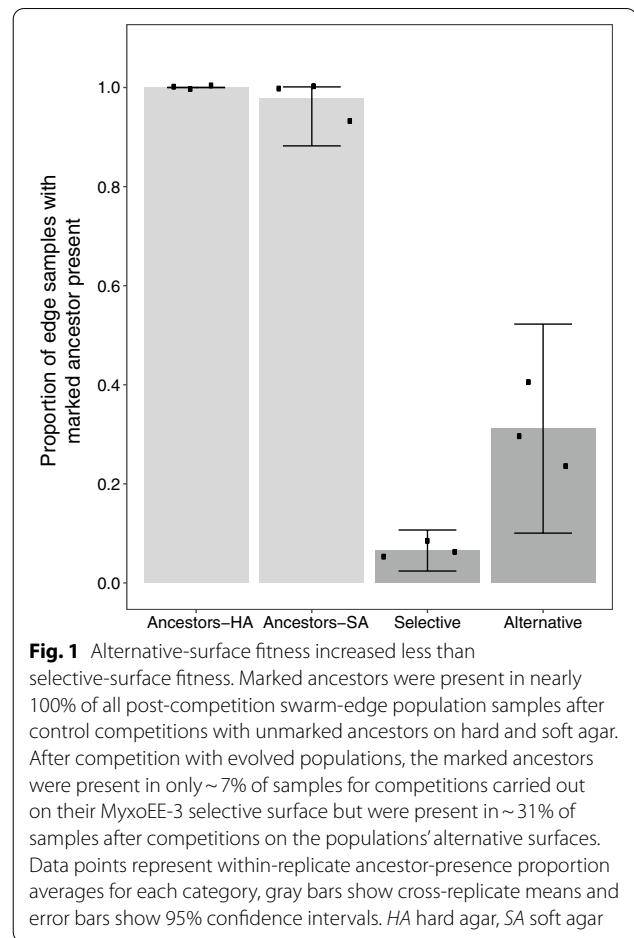 Proportion of edge samples with
marked ancestor present
1.0
0.8
0.6
0.4
0.2
0.0
Ancestors–HA Ancestors–SA Selective Alternative
Fig. 1 Alternative-surface fitness increased less than
selective-surface fitness. Marked ancestors were present in nearly
100% of all post-competition swarm-edge population samples after
control competitions with unmarked ancestors on hard and soft agar.
After competition with evolved populations, the marked ancestors
were present in only ~ 7% of samples for competitions carried out
on their MyxoEE-3 selective surface but were present in ~ 31% of
samples after competitions on the populations’ alternative surfaces.
Data points represent within-replicate ancestor-presence proportion
averages for each category, gray bars show cross-replicate means and
error bars show 95% confidence intervals. HA hard agar, SA soft agar